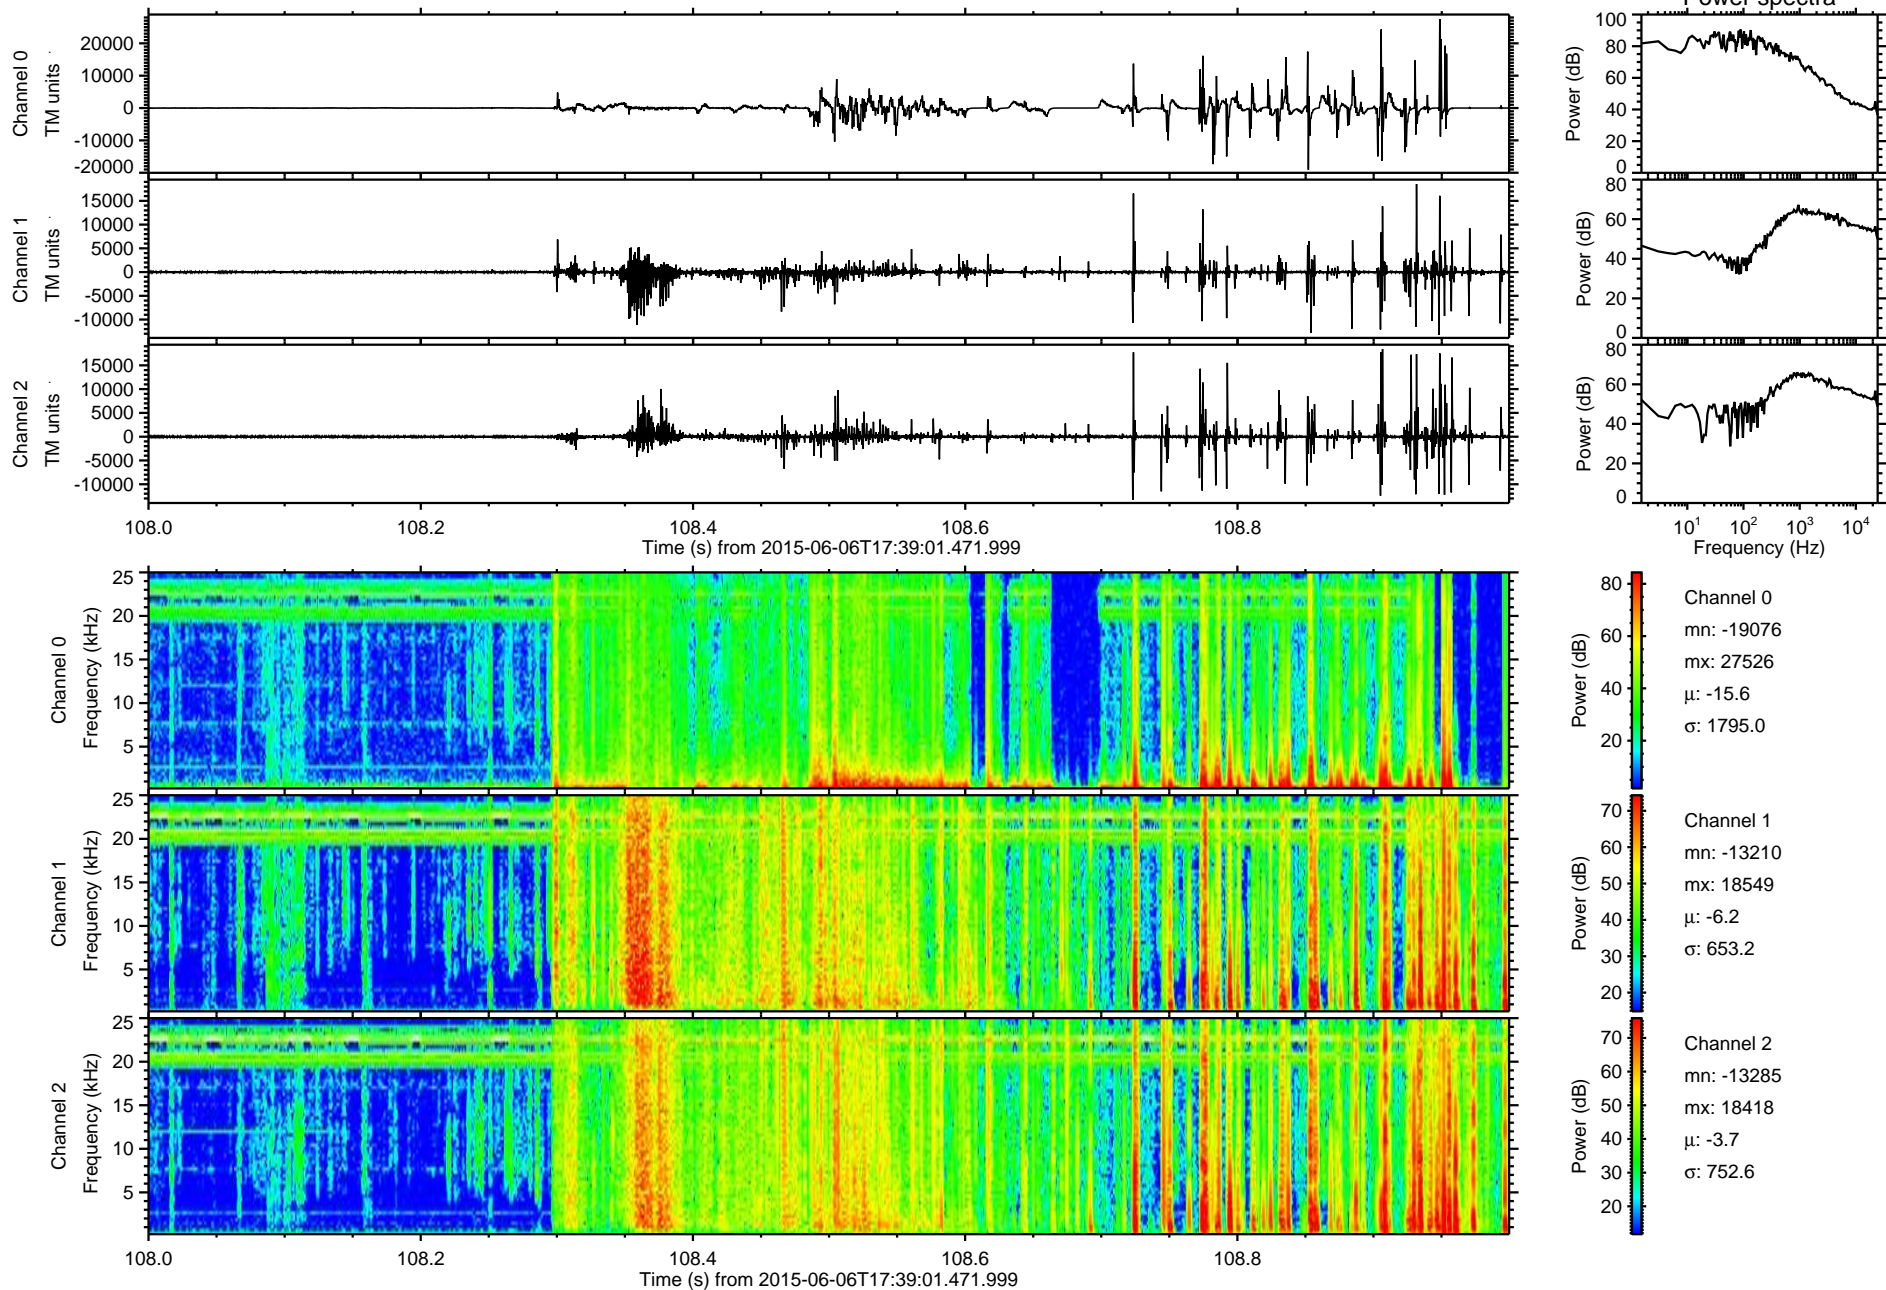 Power spectra
Channel 0
TM units
20000
10000
0
-10000
-20000
Power (dB)
100
80
60
40
20
0
Channel 1
TM units
15000
10000
5000
0
-5000
-10000
Power (dB)
80
60
40
20
0
Channel 2
TM units
15000
10000
5000
0
-5000
-10000
Power (dB)
80
60
40
20
0
108.0 108.2 108.4 108.6 108.8
Time (s) from 2015-06-06T17:39:01.471.999
10¹ 10² 10³ 10⁴
Frequency (Hz)
Channel 0
Frequency (kHz)
25
20
15
10
5
Power (dB)
80
60
40
20
Channel 0
mn: -19076
mx: 27526
μ: -15.6
σ: 1795.0
Channel 1
Frequency (kHz)
25
20
15
10
5
Power (dB)
70
60
50
40
30
20
Channel 1
mn: -13210
mx: 18549
μ: -6.2
σ: 653.2
Channel 2
Frequency (kHz)
25
20
15
10
5
Power (dB)
70
60
50
40
30
20
Channel 2
mn: -13285
mx: 18418
μ: -3.7
σ: 752.6
108.0 108.2 108.4 108.6 108.8
Time (s) from 2015-06-06T17:39:01.471.999